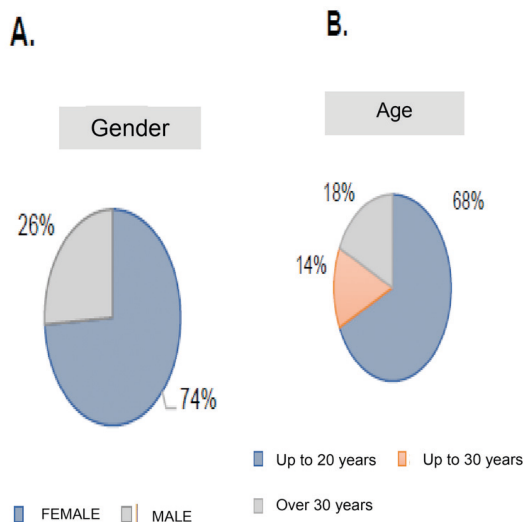 A.
Gender
26%
74%
FEMALE MALE
B.
Age
18%
68%
14%
Up to 20 years Up to 30 years
Over 30 years